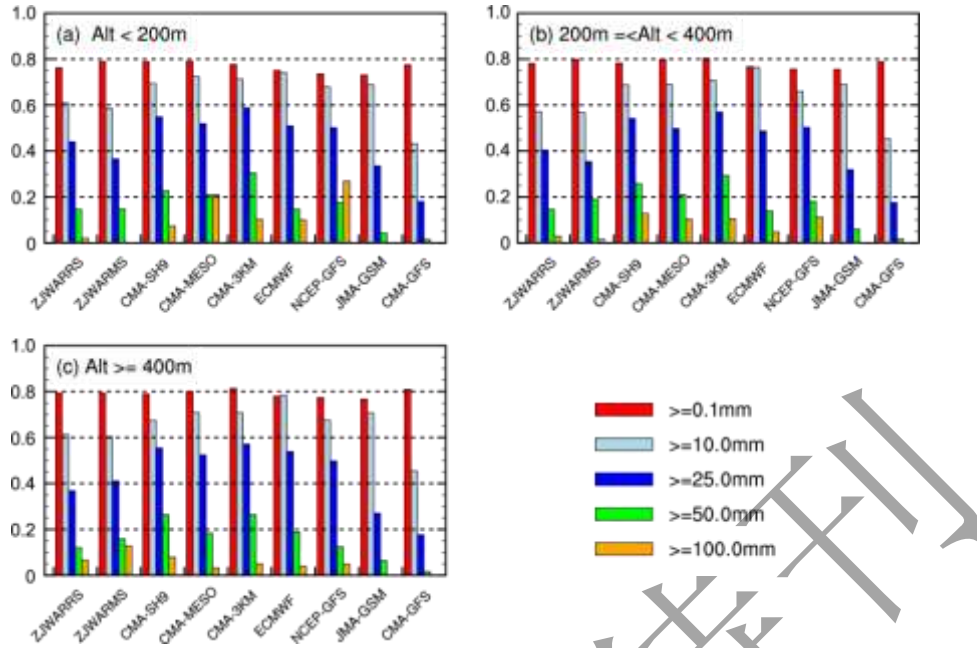 (a) Alt < 200m
1.0
0.8
0.6
0.4
0.2
0
ZJWARRS
ZJWARMS
CMA-SH9
CMA-MESO
CMA-3KM
ECMWF
NCEP-GFS
JMA-GSM
CMA-GFS
(b) 200m =<Alt < 400m
1.0
0.8
0.6
0.4
0.2
0
ZJWARRS
ZJWARMS
CMA-SH9
CMA-MESO
CMA-3KM
ECMWF
NCEP-GFS
JMA-GSM
CMA-GFS
(c) Alt >= 400m
1.0
0.8
0.6
0.4
0.2
0
ZJWARRS
ZJWARMS
CMA-SH9
CMA-MESO
CMA-3KM
ECMWF
NCEP-GFS
JMA-GSM
CMA-GFS
>=0.1mm
>=10.0mm
>=25.0mm
>=50.0mm
>=100.0mm
刊